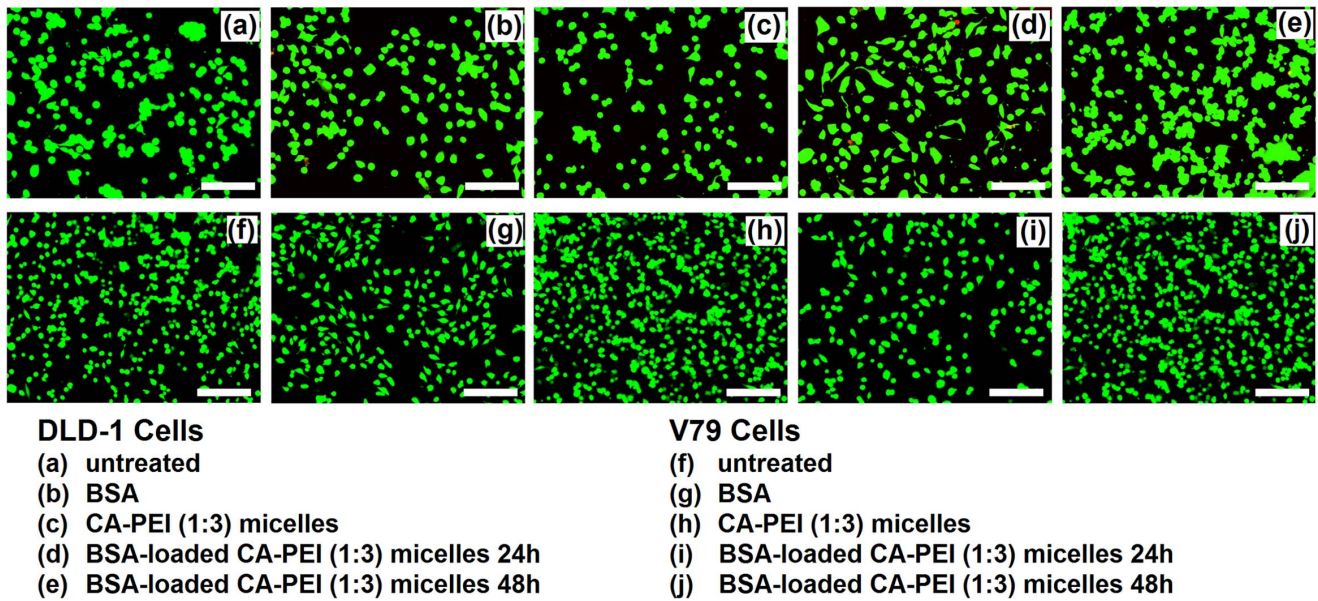 (a) (b) (c) (d) (e)
(f) (g) (h) (i) (j)
DLD-1 Cells
(a) untreated
(b) BSA
(c) CA-PEI (1:3) micelles
(d) BSA-loaded CA-PEI (1:3) micelles 24h
(e) BSA-loaded CA-PEI (1:3) micelles 48h
V79 Cells
(f) untreated
(g) BSA
(h) CA-PEI (1:3) micelles
(i) BSA-loaded CA-PEI (1:3) micelles 24h
(j) BSA-loaded CA-PEI (1:3) micelles 48h